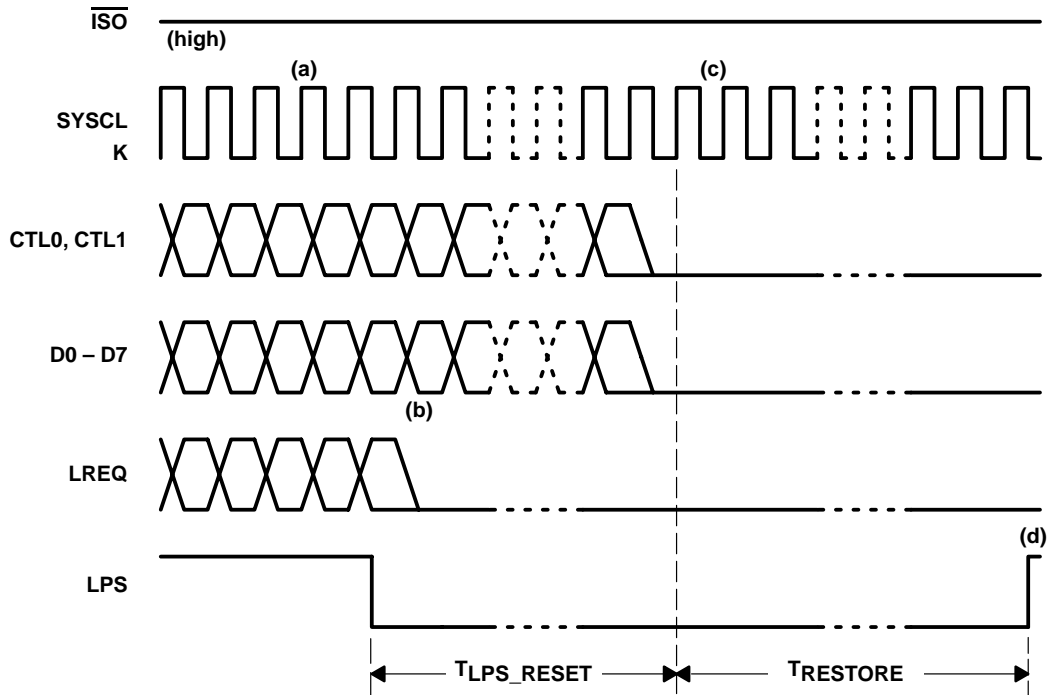 ISO
(high)
(a)
(c)
SYSCL
K
CTL0, CTL1
D0 – D7
(b)
LREQ
(d)
LPS
TLPS_RESET
TRESTORE